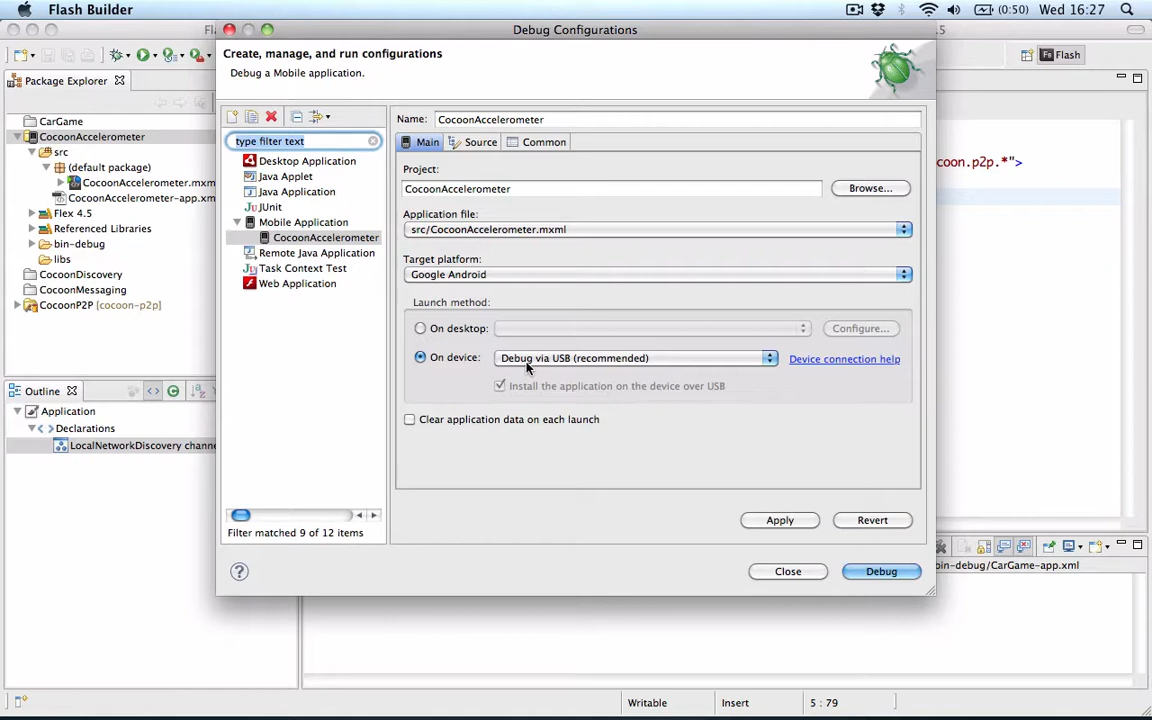 Flash Builder
(0:50) Wed 16:27
Debug Configurations
.5
Create, manage, and run configurations
Debug a Mobile application.
Flash
Package Explorer
CarGame
CocoonAccelerometer
src
(default package)
CocoonAccelerometer.mxm
CocoonAccelerometer-app.xm
Flex 4.5
Referenced Libraries
bin-debug
libs
CocoonDiscovery
CocoonMessaging
CocoonP2P [cocoon-p2p]
Outline
Application
Declarations
LocalNetworkDiscovery channe
type filter text
Desktop Application
Java Applet
Java Application
JUnit
Mobile Application
CocoonAccelerometer
Remote Java Application
Task Context Test
Web Application
Filter matched 9 of 12 items
Name: CocoonAccelerometer
Main Source Common
Project:
CocoonAccelerometer Browse...
Application file:
src/CocoonAccelerometer.mxml
Target platform:
Google Android
Launch method:
On desktop: Configure...
On device: Debug via USB (recommended) Device connection help
Install the application on the device over USB
Clear application data on each launch
Apply Revert
Close Debug
coon.p2p.*">
bin-debug/CarGame-app.xml
Writable Insert 5 : 79